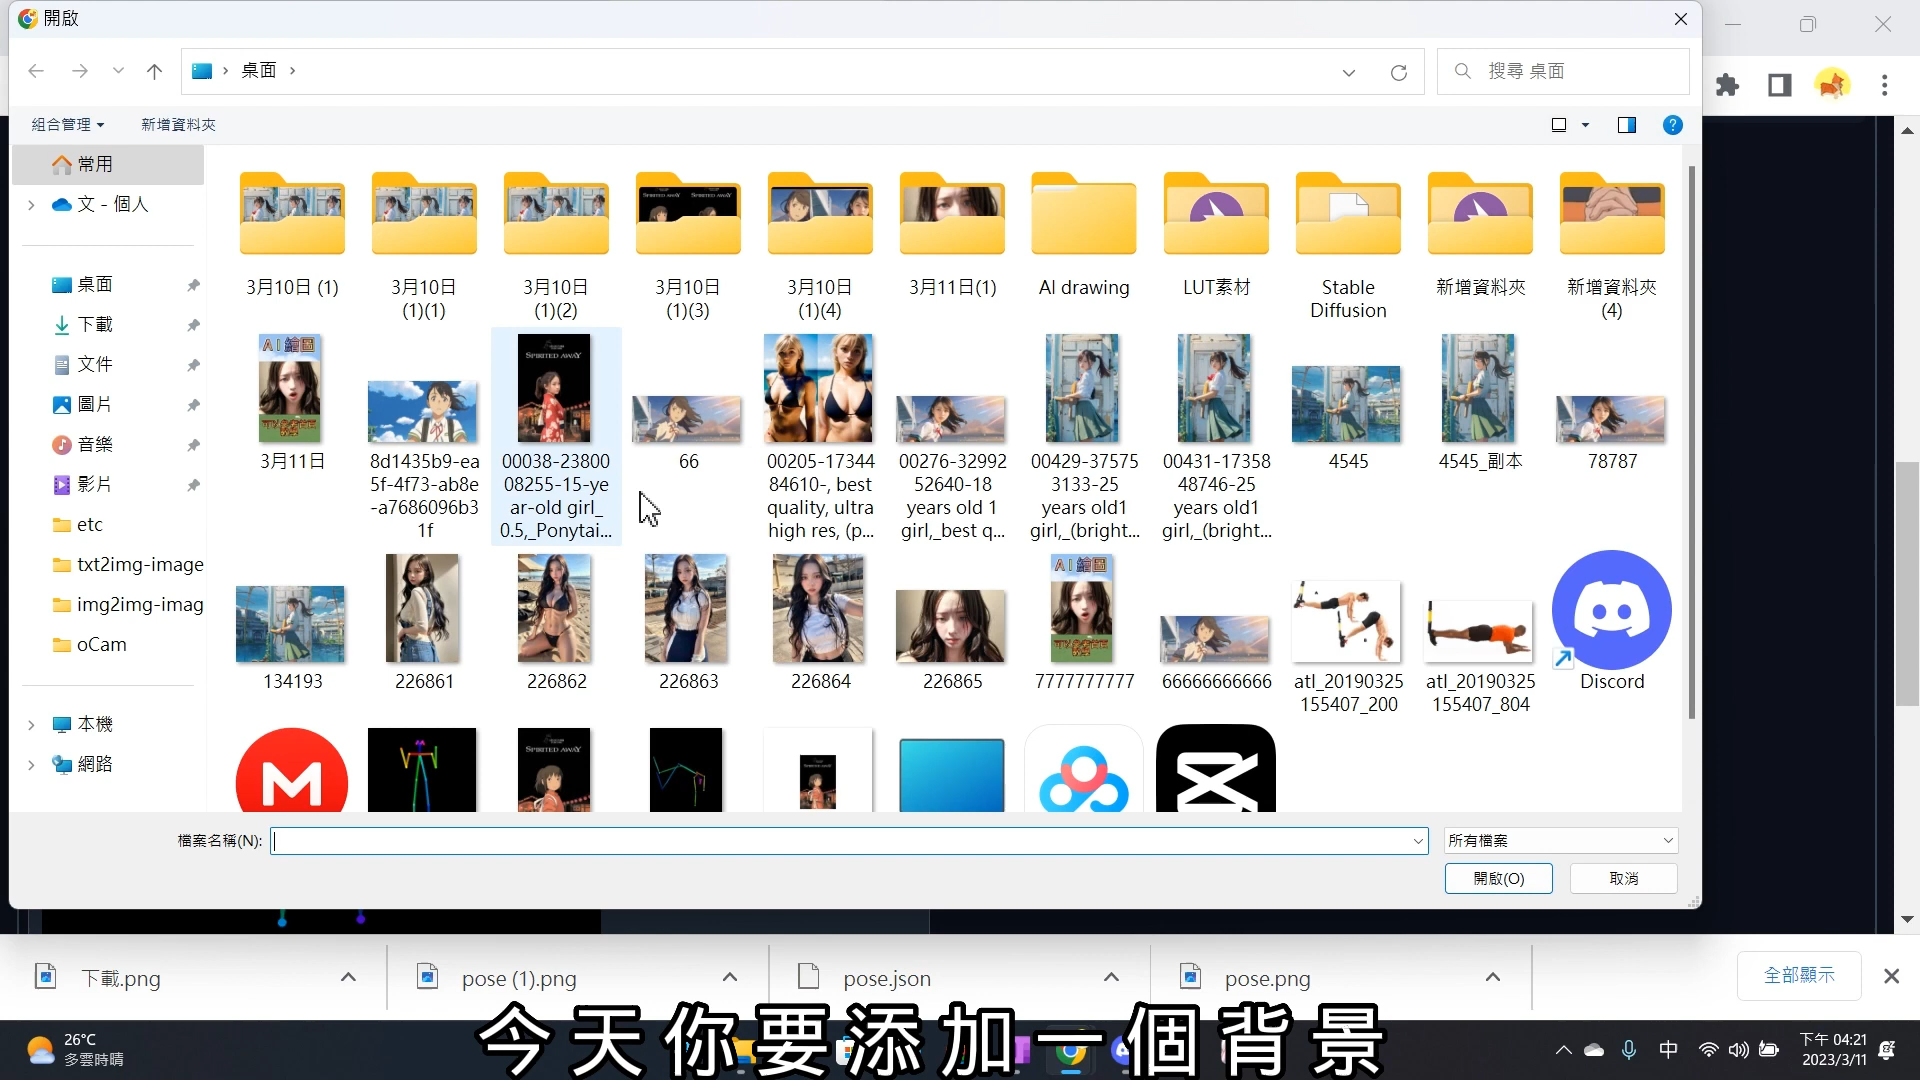 開啟
桌面
搜尋 桌面
組合管理
新增資料夾
常用
文 - 個人
桌面
下載
文件
圖片
音樂
影片
etc
txt2img-image
img2img-imag
oCam
本機
網路
3月10日 (1)
3月10日
(1)(1)
3月10日
(1)(2)
3月10日
(1)(3)
3月10日
(1)(4)
3月11日(1)
AI drawing
LUT素材
Stable
Diffusion
新增資料夾
新增資料夾
(4)
AI繪圖
SPIRITED AWAY
3月11日
8d1435b9-ea
5f-4f73-ab8e
-a7686096b3
1f
00038-23800
08255-15-ye
ar-old girl_
0.5,_Ponytai...
66
00205-17344
84610-, best
quality, ultra
high res, (p...
00276-32992
52640-18
years old 1
girl,_best q...
00429-37575
3133-25
years old1
girl,_(bright...
00431-17358
48746-25
years old1
girl,_(bright...
4545
4545_副本
78787
AI繪圖
134193
226861
226862
226863
226864
226865
7777777777
66666666666
atl_20190325
155407_200
atl_20190325
155407_804
Discord
SPIRITED AWAY
檔案名稱(N):
所有檔案
開啟(O)
取消
下載.png
pose (1).png
pose.json
pose.png
全部顯示
今天你要添加一個背景
26°C
多雲時晴
中
下午 04:21
2023/3/11